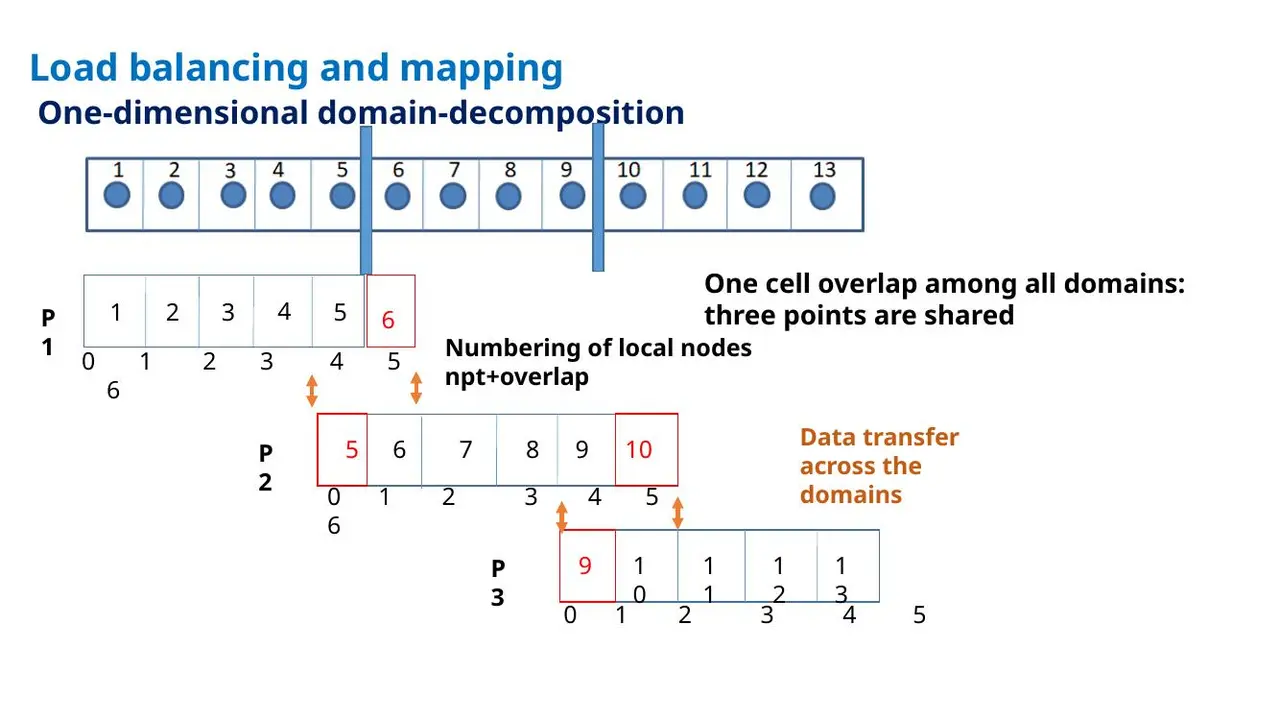 Load balancing and mapping
One-dimensional domain-decomposition
1 2 3 4 5 6 7 8 9 10 11 12 13
One cell overlap among all domains:
three points are shared
P
1
1 2 3 4 5 6
0 1 2 3 4 5
6
Numbering of local nodes
npt+overlap
P
2
5 6 7 8 9 10
0 1 2 3 4 5
6
Data transfer
across the
domains
P
3
9 1 1 1 1
0 1 2 3
0 1 2 3 4 5